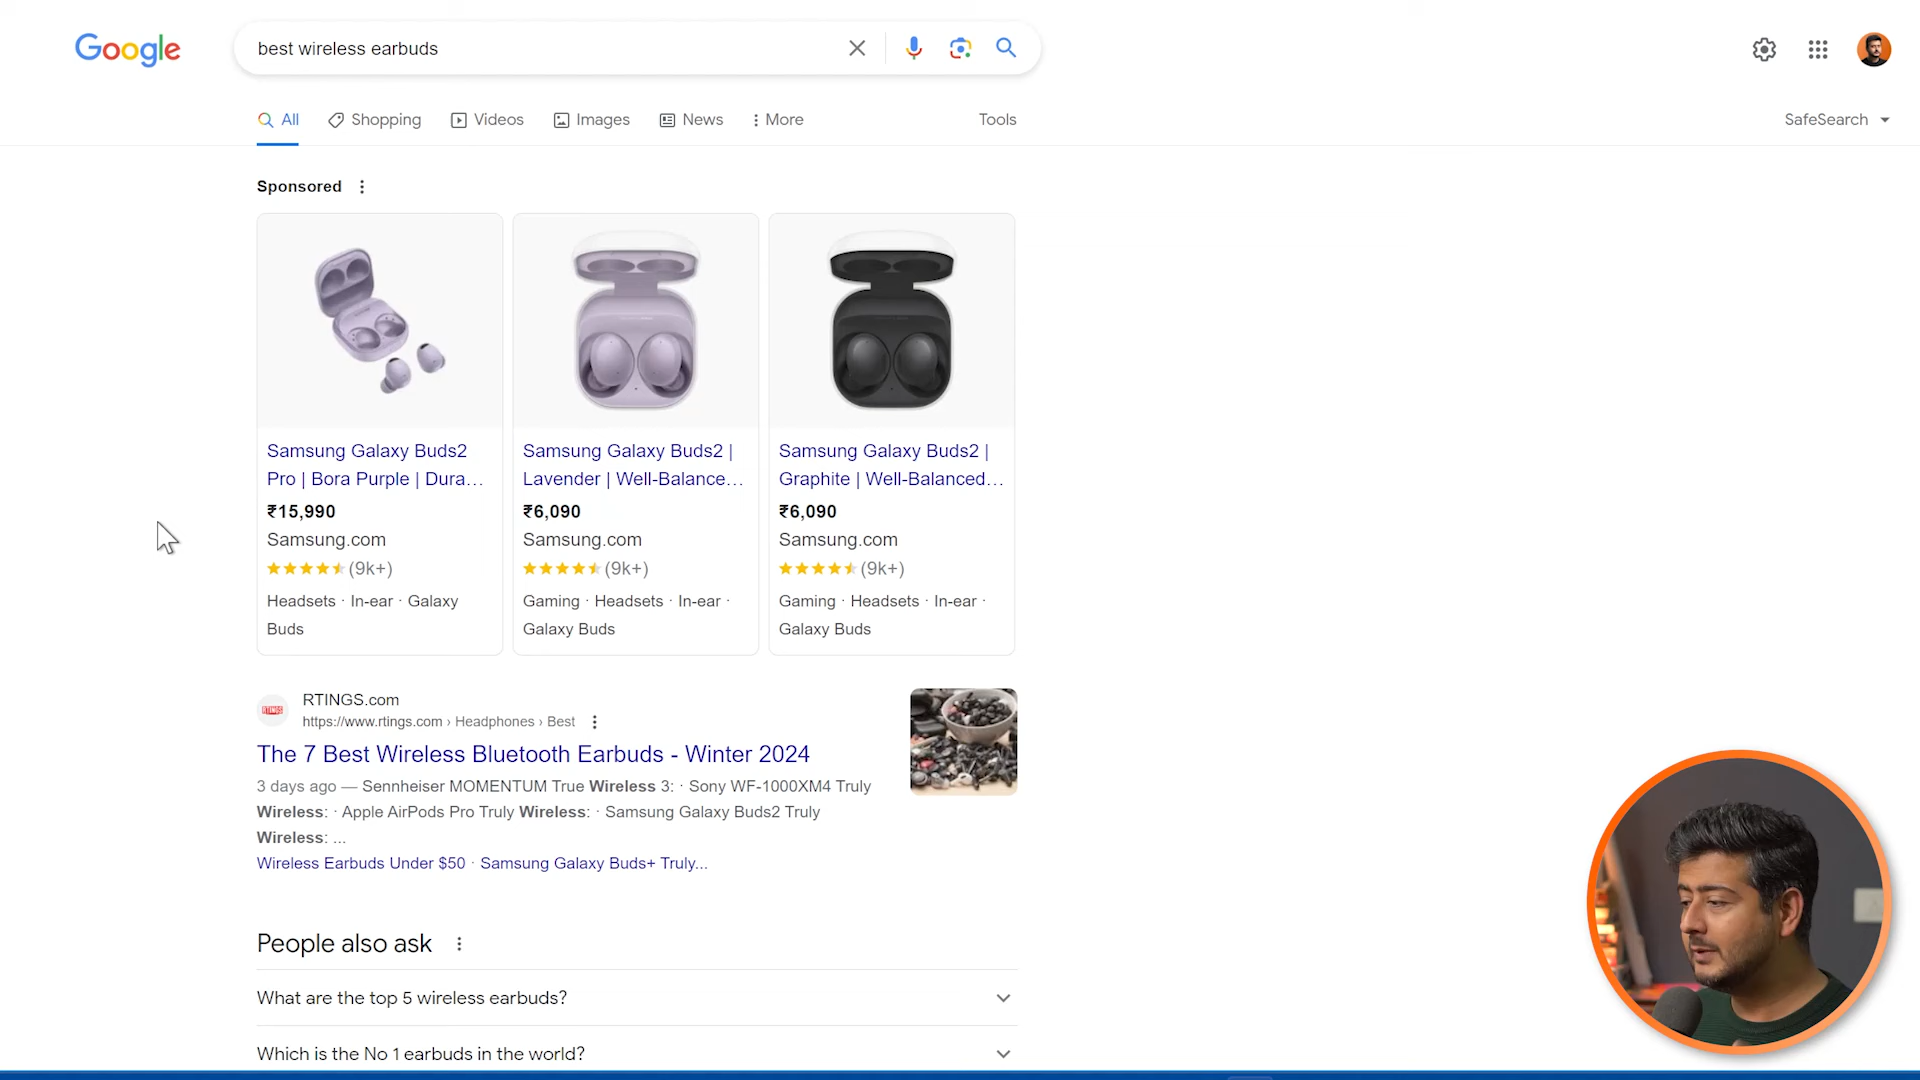 Google
best wireless earbuds
All
Shopping
Videos
Images
News
More
Tools
SafeSearch
Sponsored
Samsung Galaxy Buds2
Pro | Bora Purple | Dura...
₹15,990
Samsung.com
(9k+)
Headsets · In-ear · Galaxy
Buds
Samsung Galaxy Buds2 |
Lavender | Well-Balance...
₹6,090
Samsung.com
(9k+)
Gaming · Headsets · In-ear ·
Galaxy Buds
Samsung Galaxy Buds2 |
Graphite | Well-Balanced...
₹6,090
Samsung.com
(9k+)
Gaming · Headsets · In-ear ·
Galaxy Buds
RTINGS
RTINGS.com
https://www.rtings.com › Headphones › Best
The 7 Best Wireless Bluetooth Earbuds - Winter 2024
3 days ago — Sennheiser MOMENTUM True Wireless 3: · Sony WF-1000XM4 Truly
Wireless: · Apple AirPods Pro Truly Wireless: · Samsung Galaxy Buds2 Truly
Wireless: ...
Wireless Earbuds Under $50 · Samsung Galaxy Buds+ Truly...
People also ask
What are the top 5 wireless earbuds?
Which is the No 1 earbuds in the world?